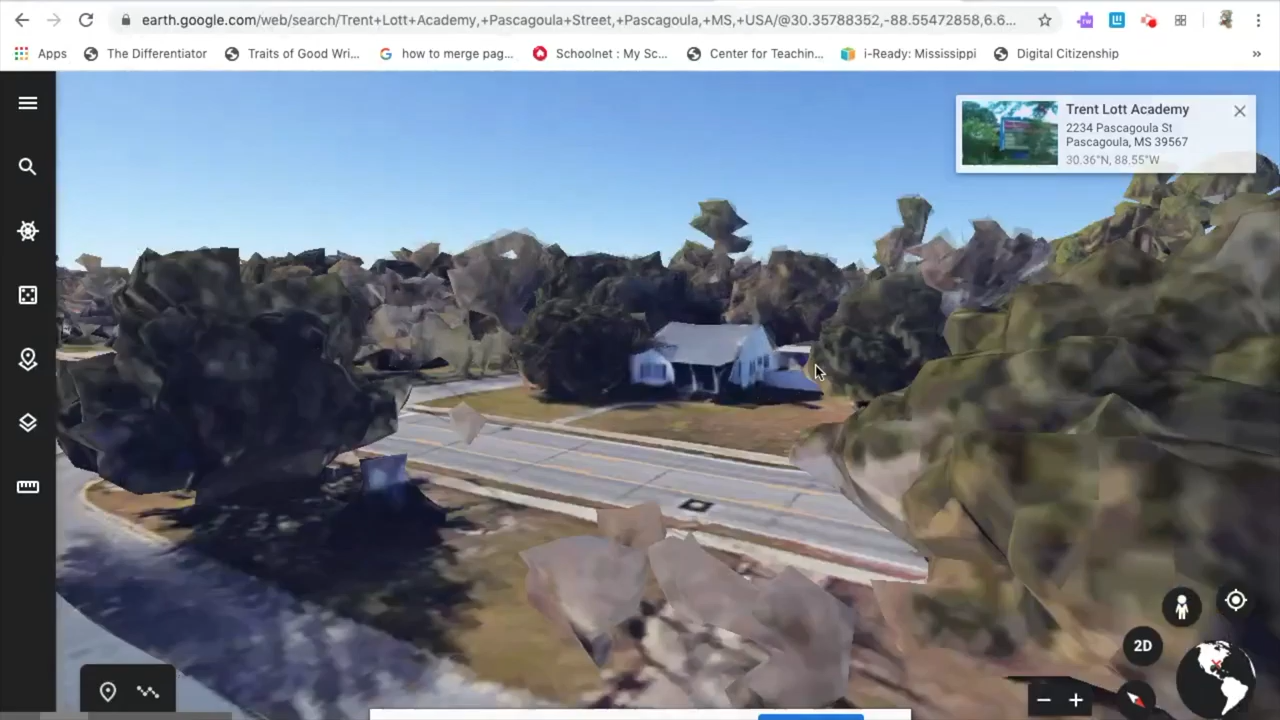 earth.google.com/web/search/Trent+Lott+Academy,+Pascagoula+Street,+Pascagoula,+MS,+USA/@30.35788352,-88.55472858,6.6...
Apps The Differentiator Traits of Good Wri... how to merge pag... Schoolnet : My Sc... Center for Teachin... i-Ready: Mississippi Digital Citizenship »
Trent Lott Academy
2234 Pascagoula St
Pascagoula, MS 39567
30.36°N, 88.55°W
2D